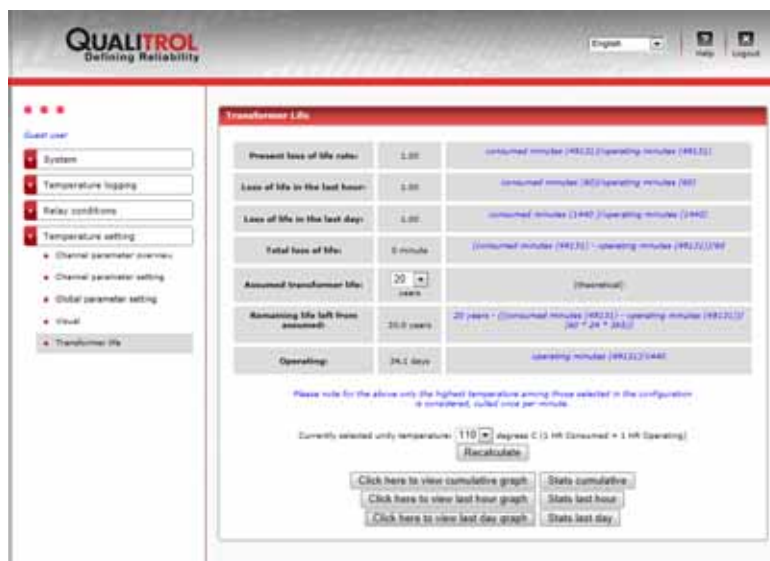 QUALITROL
Defining Reliability
English
Help
Logout
Guest user
System
Temperature logging
Relay conditions
Temperature setting
Channel parameter overview
Channel parameter setting
Global parameter setting
Visual
Transformer life
Transformer Life
Present loss of life rate: 1.00 consumed minutes (49131)/operating minutes (49131)
Loss of life in the last hour: 1.00 consumed minutes (60)/operating minutes (60)
Loss of life in the last day: 1.00 consumed minutes (1440)/operating minutes (1440)
Total loss of life: 0 minute (consumed minutes (49131) - operating minutes (49131))/60
Assumed transformer life: 20 years (theoretical)
Remaining life left from assumed: 20.0 years 20 years - ((consumed minutes (49131) - operating minutes (49131))/
(60 * 24 * 365))
Operating: 34.1 days operating minutes (49131)/1440
Please note for the above only the highest temperature among those selected in the configuration
is considered, culled once per minute.
Currently selected unity temperature: 110 degrees C (1 HR Consumed = 1 HR Operating)
Recalculate
Click here to view cumulative graph Stats cumulative
Click here to view last hour graph Stats last hour
Click here to view last day graph Stats last day